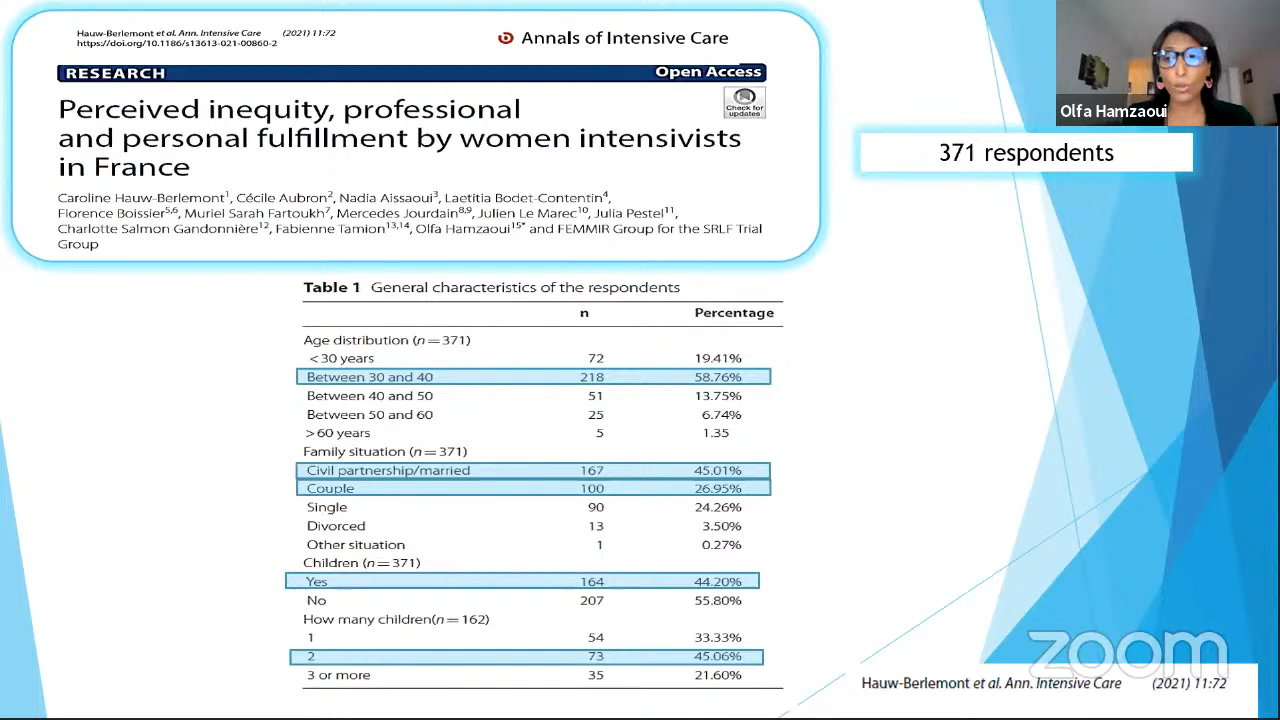 Hauw-Berlemont et al. Ann. Intensive Care (2021) 11:72
https://doi.org/10.1186/s13613-021-00860-2
Annals of Intensive Care
RESEARCH Open Access
Perceived inequity, professional
and personal fulfillment by women intensivists
in France
Check for
updates
Caroline Hauw-Berlemont1, Cécile Aubron2, Nadia Aissaoui3, Laetitia Bodet-Contentin4,
Florence Boissier5,6, Muriel Sarah Fartoukh7, Mercedes Jourdain8,9, Julien Le Marec10, Julia Pestel11,
Charlotte Salmon Gandonnière12, Fabienne Tamion13,14, Olfa Hamzaoui15* and FEMMIR Group for the SRLF Trial
Group
Olfa Hamzaoui
371 respondents
Table 1 General characteristics of the respondents
n Percentage
Age distribution (n=371)
<30 years 72 19.41%
Between 30 and 40 218 58.76%
Between 40 and 50 51 13.75%
Between 50 and 60 25 6.74%
>60 years 5 1.35
Family situation (n=371)
Civil partnership/married 167 45.01%
Couple 100 26.95%
Single 90 24.26%
Divorced 13 3.50%
Other situation 1 0.27%
Children (n=371)
Yes 164 44.20%
No 207 55.80%
How many children(n=162)
1 54 33.33%
2 73 45.06%
3 or more 35 21.60%
zoom
Hauw-Berlemont et al. Ann. Intensive Care (2021) 11:72